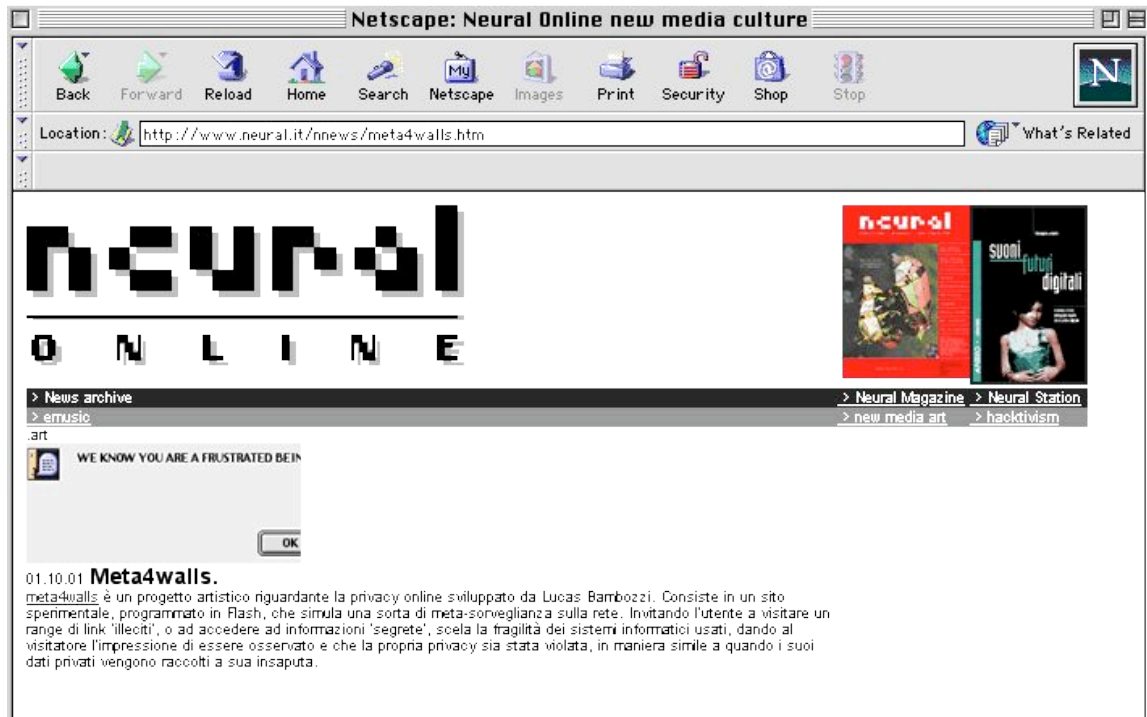 Netscape: Neural Online new media culture
Back Forward Reload Home Search My Netscape Images Print Security Shop Stop
N
Location: http://www.neural.it/nnews/meta4walls.htm What's Related
neural
ONLINE
neural
suoni
futuri
digitali
> News archive > Neural Magazine > Neural Station
> emusic > new media art > hacktivism
.art
WE KNOW YOU ARE A FRUSTRATED BEIN
OK
01.10.01 Meta4walls.
meta4walls è un progetto artistico riguardante la privacy online sviluppato da Lucas Bambozzi. Consiste in un sito
sperimentale, programmato in Flash, che simula una sorta di meta-sorveglianza sulla rete. Invitando l'utente a visitare un
range di link 'illeciti', o ad accedere ad informazioni 'segrete', scela la fragilità dei sistemi informatici usati, dando al
visitatore l'impressione di essere osservato e che la propria privacy sia stata violata, in maniera simile a quando i suoi
dati privati vengono raccolti a sua insaputa.